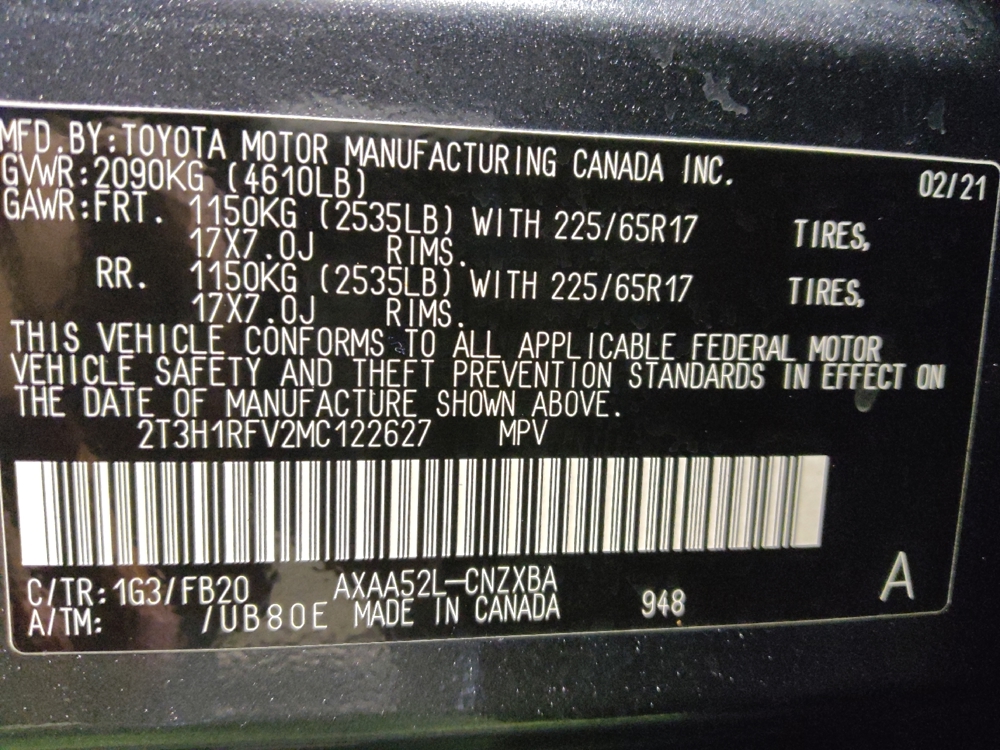 MFD.BY:TOYOTA MOTOR MANUFACTURING CANADA INC. 02/21
GVWR:2090KG (4610LB)
GAWR:FRT. 1150KG (2535LB) WITH 225/65R17 TIRES,
17X7.0J RIMS.
RR. 1150KG (2535LB) WITH 225/65R17 TIRES,
17X7.0J RIMS.
THIS VEHICLE CONFORMS TO ALL APPLICABLE FEDERAL MOTOR
VEHICLE SAFETY AND THEFT PREVENTION STANDARDS IN EFFECT ON
THE DATE OF MANUFACTURE SHOWN ABOVE.
2T3H1RFV2MC122627 MPV
C/TR:1G3/FB20 AXAA52L-CNZXBA A
A/TM: /UB80E MADE IN CANADA 948